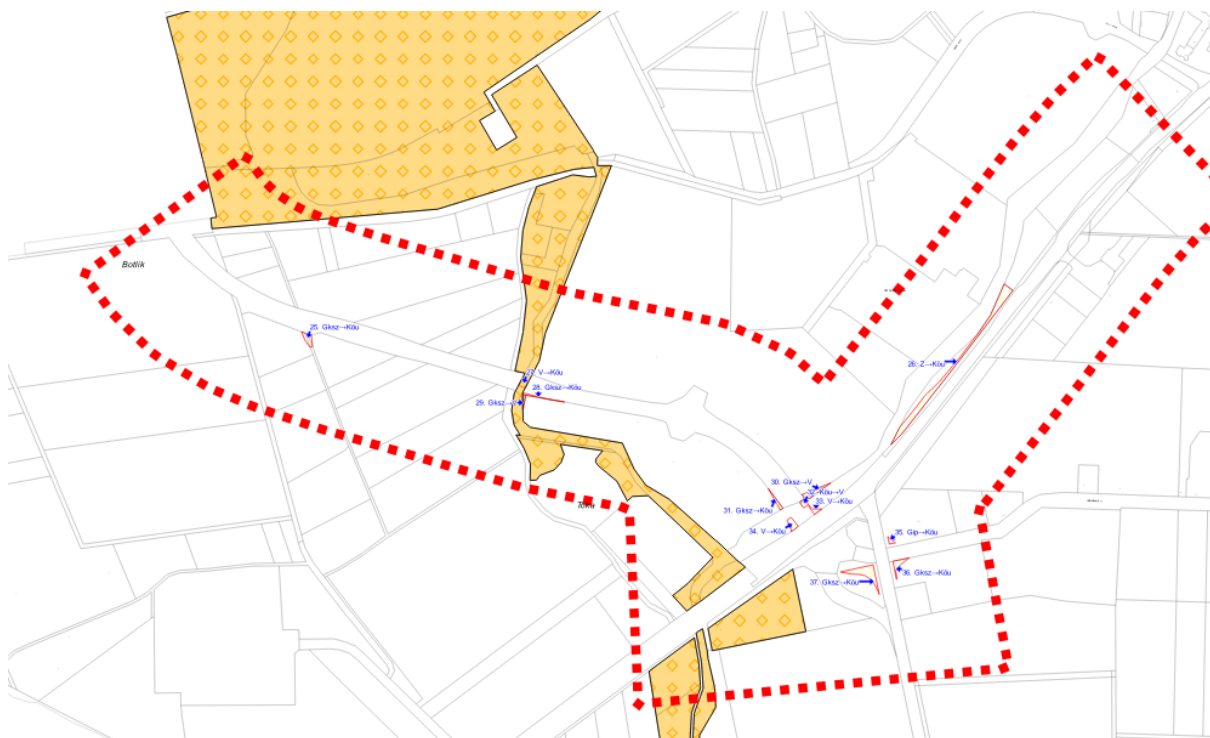 Botlik
25. Gksz→Köu
26. Z→Köu
27. V→Köu
28. Gksz→Köu
29. Gksz→V
30. Gksz→V
32. Köu→V
31. Gksz→Köu
33. V→Köu
Toka
34. V→Köu
35. Gip→Köu
36. Gksz→Köu
37. Gksz→Köu